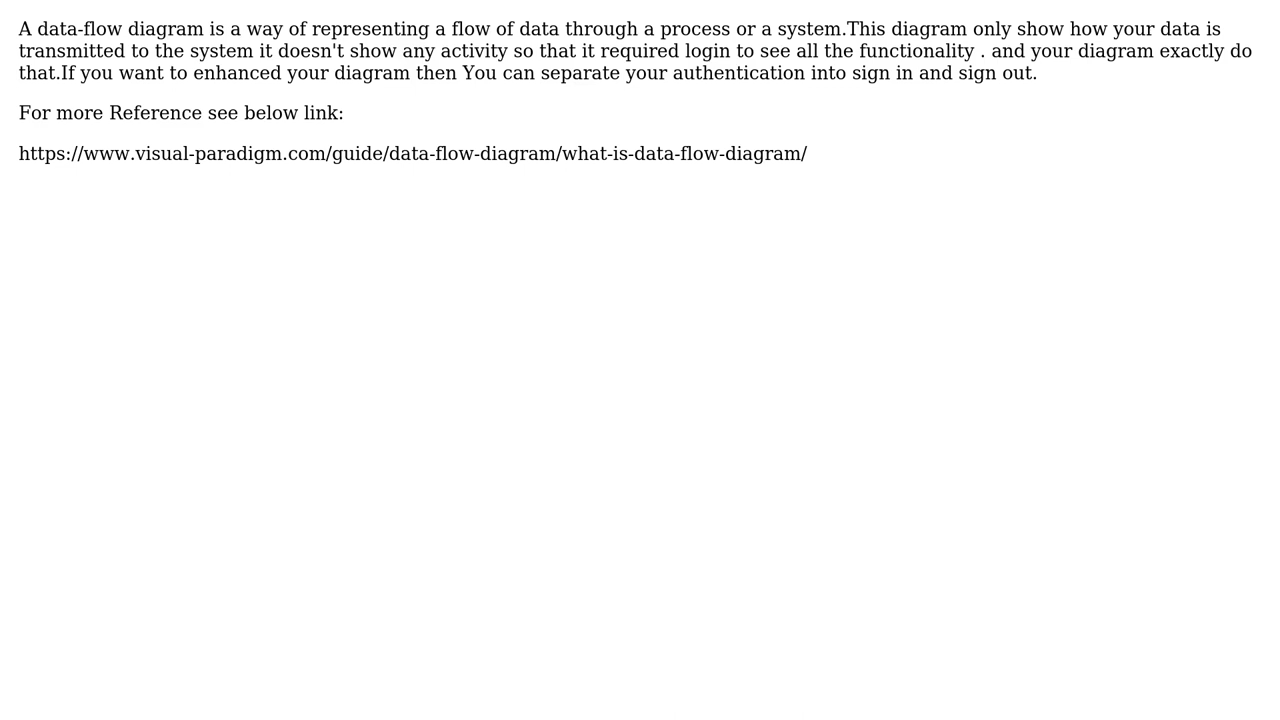 A data-flow diagram is a way of representing a flow of data through a process or a system.This diagram only show how your data is
transmitted to the system it doesn't show any activity so that it required login to see all the functionality . and your diagram exactly do
that.If you want to enhanced your diagram then You can separate your authentication into sign in and sign out.
For more Reference see below link:
https://www.visual-paradigm.com/guide/data-flow-diagram/what-is-data-flow-diagram/